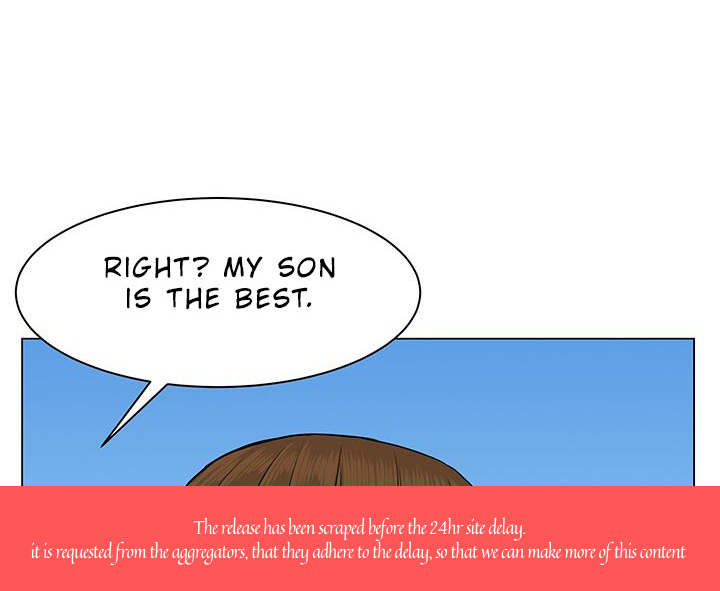 RIGHT? MY SON
IS THE BEST.
The release has been scraped before the 24hr site delay.
it is requested from the aggregators, that they adhere to the delay, so that we can make more of this content